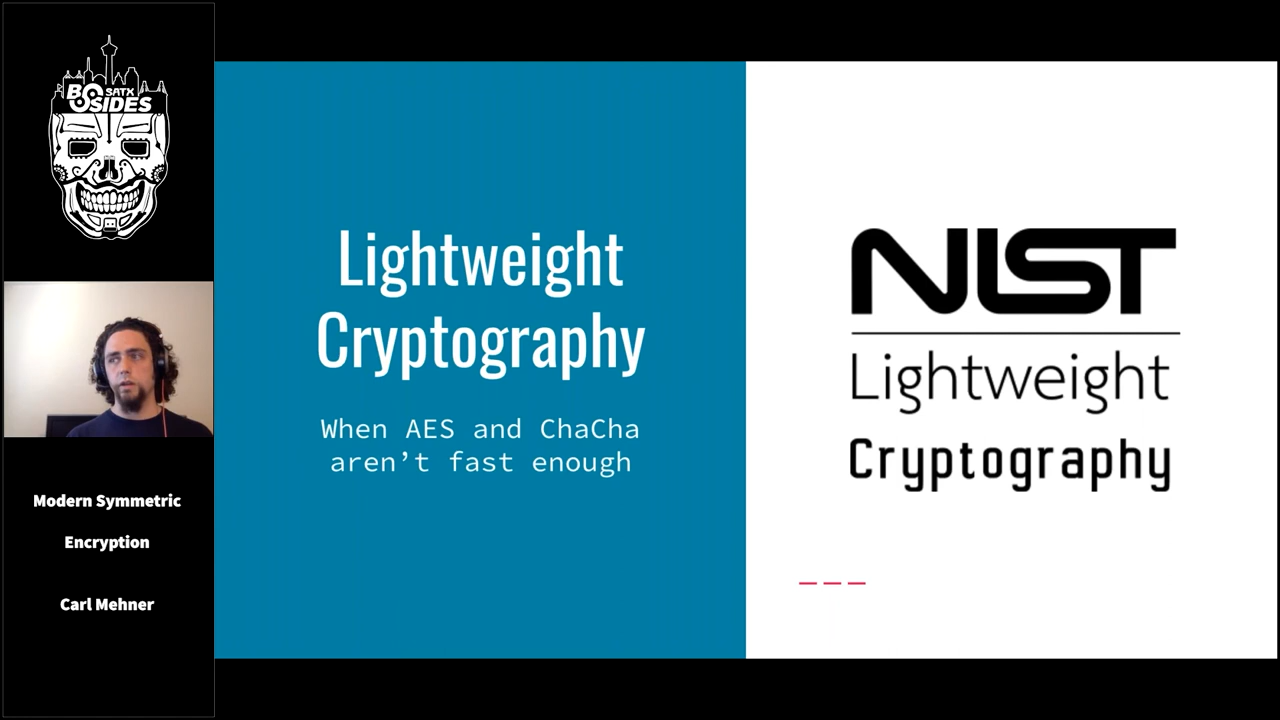 BSIDES
SATX
Modern Symmetric
Encryption
Carl Mehner
Lightweight
Cryptography
When AES and ChaCha
aren’t fast enough
NIST
Lightweight
Cryptography